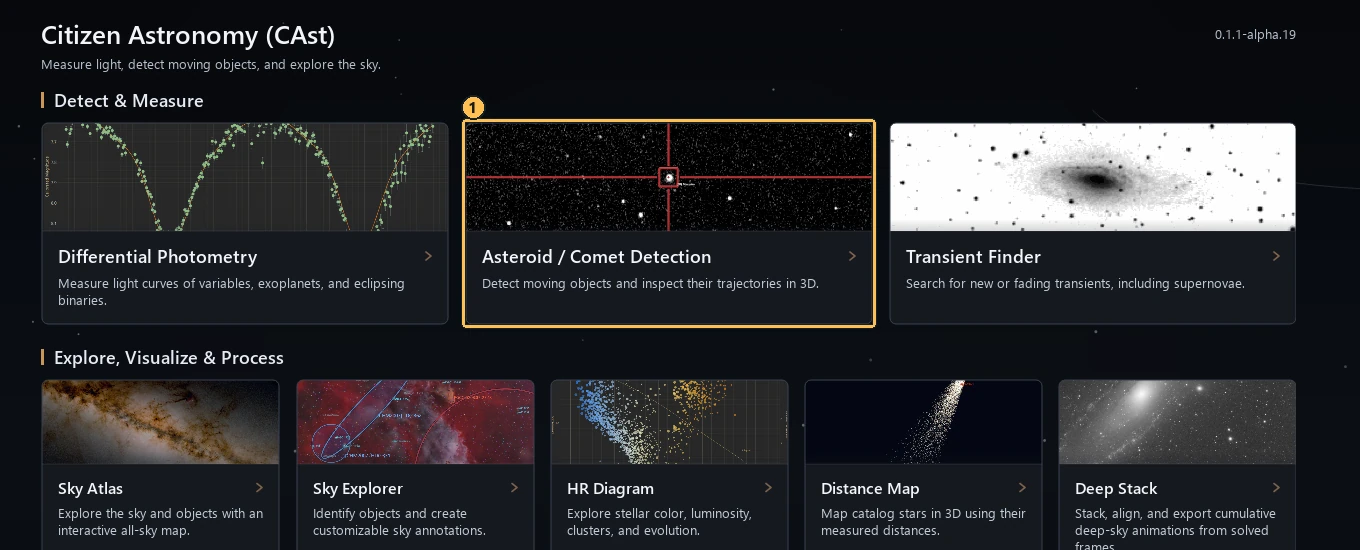 Citizen Astronomy (CAst)
0.1.1-alpha.19
Measure light, detect moving objects, and explore the sky.
Detect & Measure
1
Differential Photometry
Measure light curves of variables, exoplanets, and eclipsing
binaries.
Asteroid / Comet Detection
Detect moving objects and inspect their trajectories in 3D.
Transient Finder
Search for new or fading transients, including supernovae.
Explore, Visualize & Process
Sky Atlas
Explore the sky and objects with an
interactive all-sky map.
Sky Explorer
Identify objects and create
customizable sky annotations.
HR Diagram
Explore stellar color, luminosity,
clusters, and evolution.
Distance Map
Map catalog stars in 3D using their
measured distances.
Deep Stack
Stack, align, and export cumulative
deep-sky animations from solved
frames.